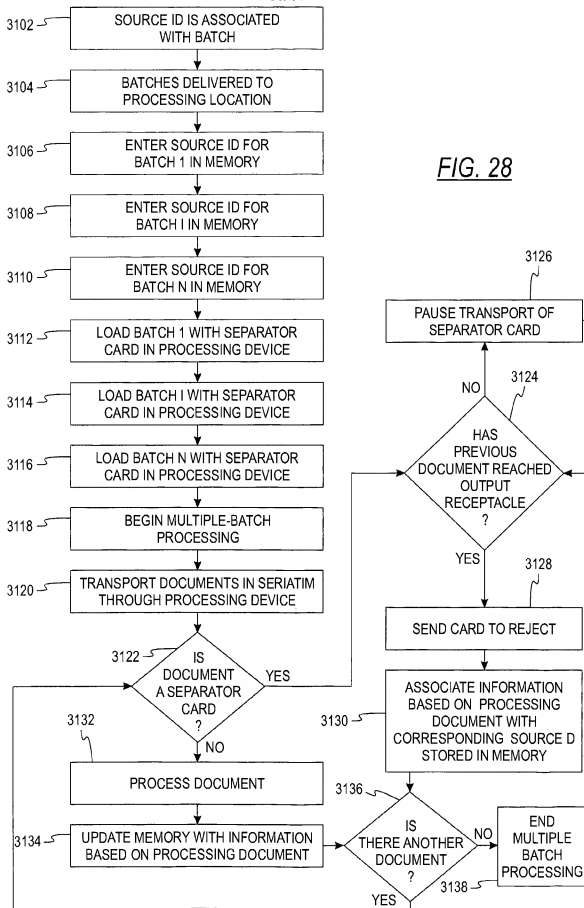 3102
SOURCE ID IS ASSOCIATED
WITH BATCH
3104
BATCHES DELIVERED TO
PROCESSING LOCATION
3106
ENTER SOURCE ID FOR
BATCH 1 IN MEMORY
FIG. 28
3108
ENTER SOURCE ID FOR
BATCH I IN MEMORY
3110
ENTER SOURCE ID FOR
BATCH N IN MEMORY
3112
LOAD BATCH 1 WITH SEPARATOR
CARD IN PROCESSING DEVICE
3114
LOAD BATCH I WITH SEPARATOR
CARD IN PROCESSING DEVICE
3116
LOAD BATCH N WITH SEPARATOR
CARD IN PROCESSING DEVICE
3118
BEGIN MULTIPLE-BATCH
PROCESSING
3120
TRANSPORT DOCUMENTS IN SERIATIM
THROUGH PROCESSING DEVICE
3122
IS
DOCUMENT
A SEPARATOR
CARD
?
YES
NO
3132
PROCESS DOCUMENT
3134
UPDATE MEMORY WITH INFORMATION
BASED ON PROCESSING DOCUMENT
3126
PAUSE TRANSPORT OF
SEPARATOR CARD
NO
3124
HAS
PREVIOUS
DOCUMENT REACHED
OUTPUT
RECEPTACLE
?
YES
3128
SEND CARD TO REJECT
3130
ASSOCIATE INFORMATION
BASED ON PROCESSING
DOCUMENT WITH
CORRESPONDING SOURCE D
STORED IN MEMORY
3136
IS
THERE ANOTHER
DOCUMENT
?
NO
YES
3138
END
MULTIPLE
BATCH
PROCESSING